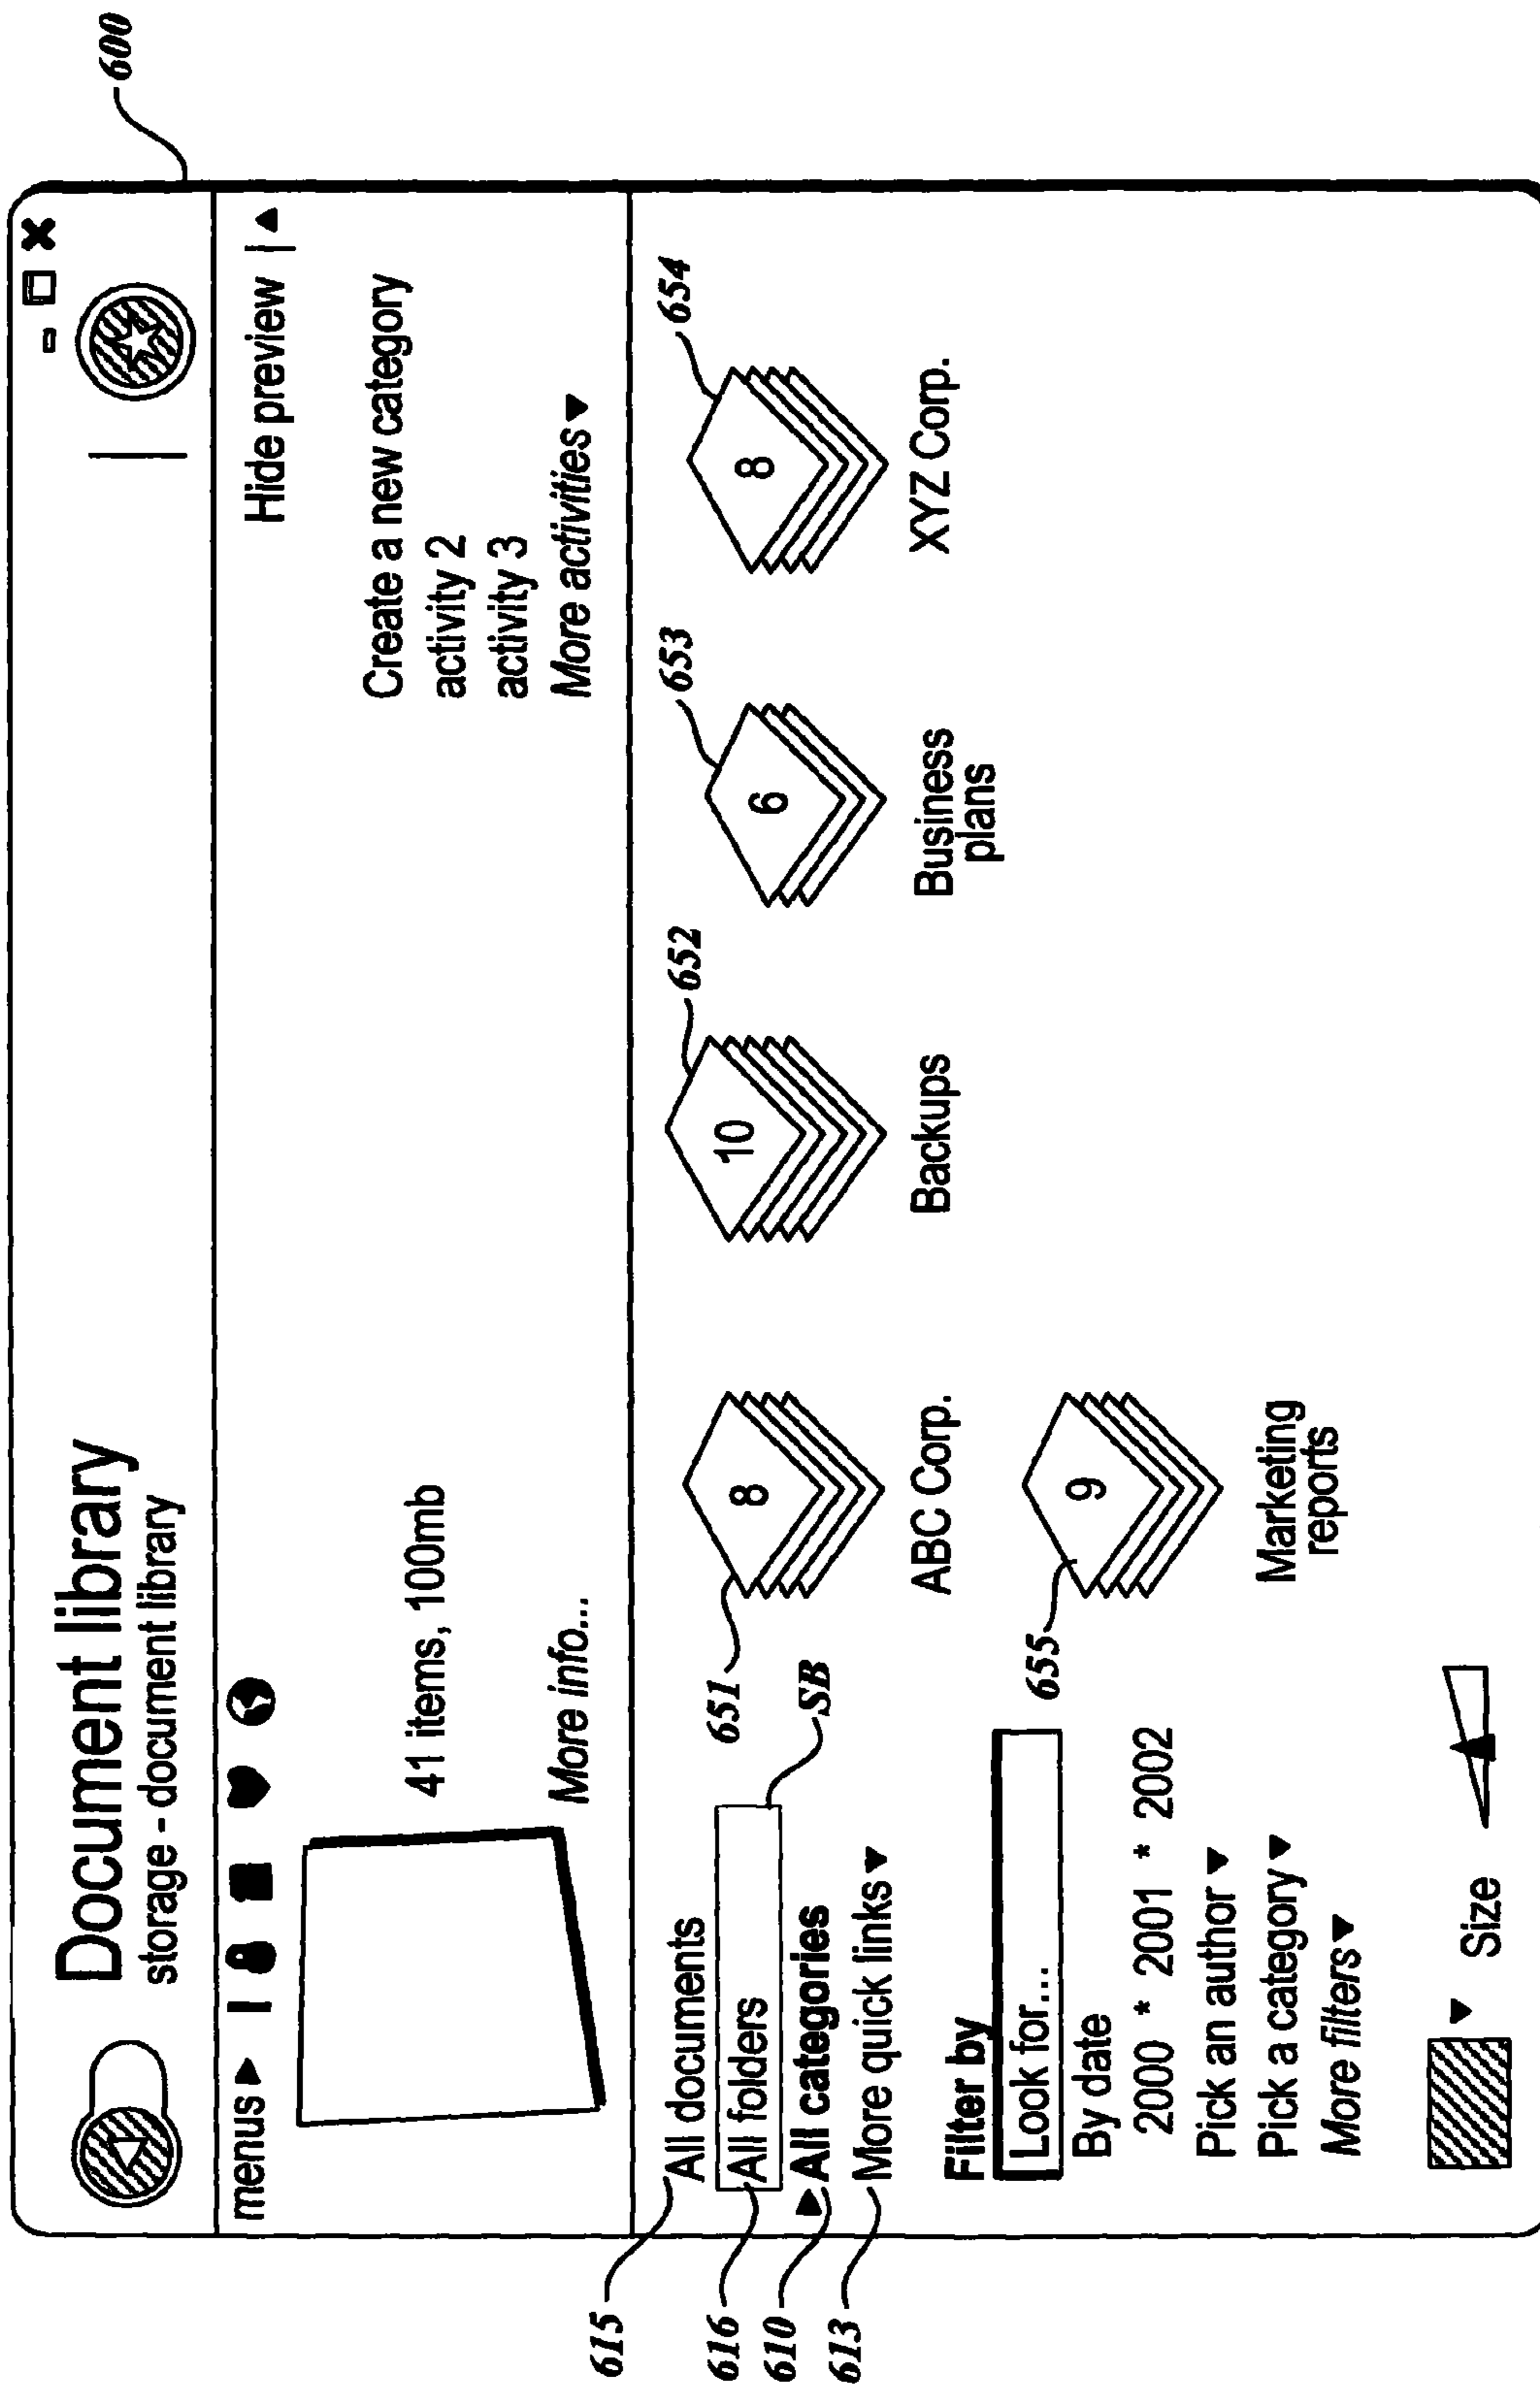 600
Document library
storage - document library
menus
Hide preview
41 items, 100mb
More info...
Create a new category
activity 2
activity 3
More activities
615
All documents
616
All folders
SB
610
All categories
613
More quick links
651
8
ABC Corp.
652
10
Backups
653
6
Business
plans
654
8
XYZ Corp.
655
9
Marketing
reports
Filter by
Look for...
By date
2000 * 2001 * 2002
Pick an author
Pick a category
More filters
Size